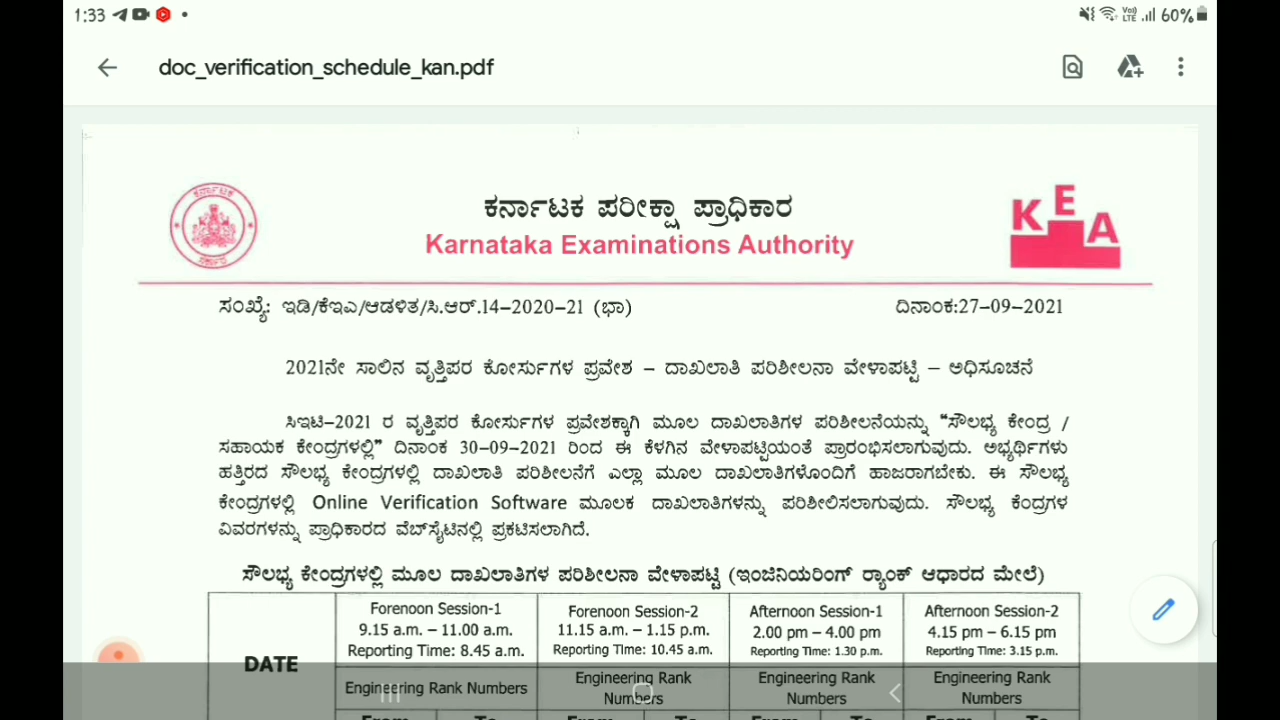 1:33
60%
doc_verification_schedule_kan.pdf
ಕರ್ನಾಟಕ ಪರೀಕ್ಷಾ ಪ್ರಾಧಿಕಾರ
Karnataka Examinations Authority
KEA
ಸಂಖ್ಯೆ: ಇಡಿ/ಕೆಇಎ/ಆಡಳಿತ/ಸಿ.ಆರ್.14-2020-21 (ಭಾ)
ದಿನಾಂಕ:27-09-2021
2021ನೇ ಸಾಲಿನ ವೃತ್ತಿಪರ ಕೋರ್ಸುಗಳ ಪ್ರವೇಶ – ದಾಖಲಾತಿ ಪರಿಶೀಲನಾ ವೇಳಾಪಟ್ಟಿ – ಅಧಿಸೂಚನೆ
ಸಿಇಟಿ-2021 ರ ವೃತ್ತಿಪರ ಕೋರ್ಸುಗಳ ಪ್ರವೇಶಕ್ಕಾಗಿ ಮೂಲ ದಾಖಲಾತಿಗಳ ಪರಿಶೀಲನೆಯನ್ನು "ಸೌಲಭ್ಯ ಕೇಂದ್ರ /
ಸಹಾಯಕ ಕೇಂದ್ರಗಳಲ್ಲಿ" ದಿನಾಂಕ 30-09-2021 ರಿಂದ ಈ ಕೆಳಗಿನ ವೇಳಾಪಟ್ಟಿಯಂತೆ ಪ್ರಾರಂಭಿಸಲಾಗುವುದು. ಅಭ್ಯರ್ಥಿಗಳು
ಹತ್ತಿರದ ಸೌಲಭ್ಯ ಕೇಂದ್ರಗಳಲ್ಲಿ ದಾಖಲಾತಿ ಪರಿಶೀಲನೆಗೆ ಎಲ್ಲಾ ಮೂಲ ದಾಖಲಾತಿಗಳೊಂದಿಗೆ ಹಾಜರಾಗಬೇಕು. ಈ ಸೌಲಭ್ಯ
ಕೇಂದ್ರಗಳಲ್ಲಿ Online Verification Software ಮೂಲಕ ದಾಖಲಾತಿಗಳನ್ನು ಪರಿಶೀಲಿಸಲಾಗುವುದು. ಸೌಲಭ್ಯ ಕೆಂದ್ರಗಳ
ವಿವರಗಳನ್ನು ಪ್ರಾಧಿಕಾರದ ವೆಬ್‌ಸೈಟಿನಲ್ಲಿ ಪ್ರಕಟಿಸಲಾಗಿದೆ.
ಸೌಲಭ್ಯ ಕೇಂದ್ರಗಳಲ್ಲಿ ಮೂಲ ದಾಖಲಾತಿಗಳ ಪರಿಶೀಲನಾ ವೇಳಾಪಟ್ಟಿ (ಇಂಜಿನಿಯರಿಂಗ್ ರ‍್ಯಾಂಕ್ ಆಧಾರದ ಮೇಲೆ)
DATE
Forenoon Session-1
9.15 a.m. – 11.00 a.m.
Reporting Time: 8.45 a.m.
Forenoon Session-2
11.15 a.m. - 1.15 p.m.
Reporting Time: 10.45 a.m.
Afternoon Session-1
2.00 pm – 4.00 pm
Reporting Time: 1.30 p.m.
Afternoon Session-2
4.15 pm – 6.15 pm
Reporting Time: 3.15 p.m.
Engineering Rank Numbers
Engineering Rank
Numbers
Engineering Rank
Numbers
Engineering Rank
Numbers